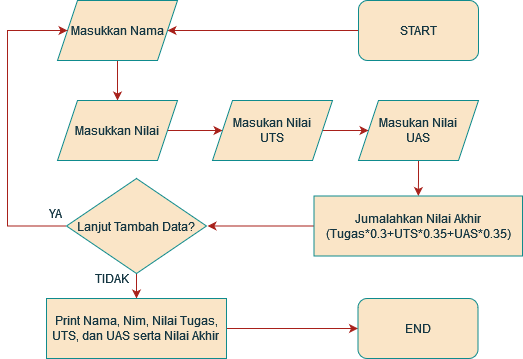 Masukkan Nama
START
Masukkan Nilai
Masukan Nilai
UTS
Masukan Nilai
UAS
YA
Lanjut Tambah Data?
Jumalahkan Nilai Akhir
(Tugas*0.3+UTS*0.35+UAS*0.35)
TIDAK
Print Nama, Nim, Nilai Tugas,
UTS, dan UAS serta Nilai Akhir
END